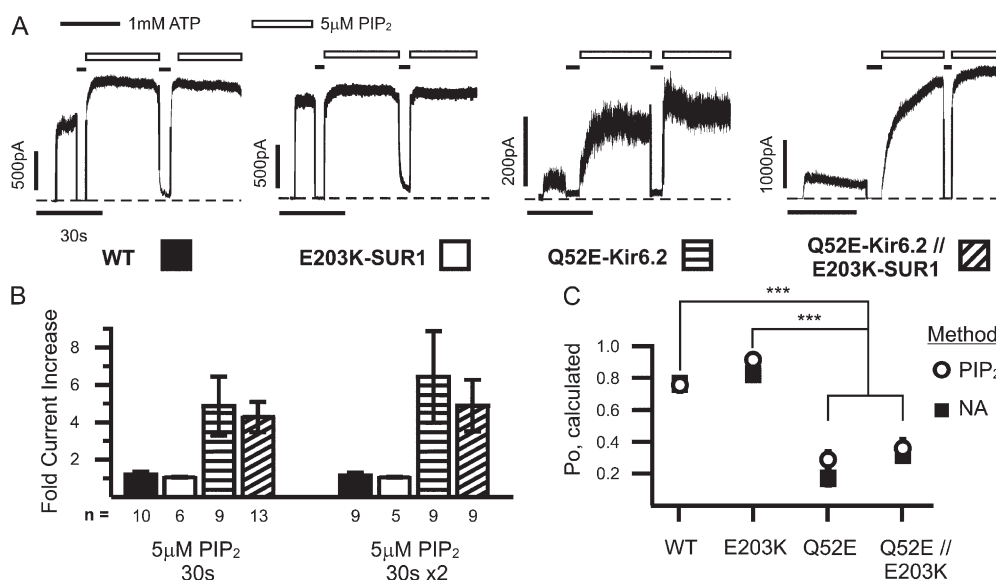 A
1mM ATP
5μM PIP₂
500pA
500pA
200pA
1000pA
30s
WT
E203K-SUR1
Q52E-Kir6.2
Q52E-Kir6.2 //
E203K-SUR1
B
Fold Current Increase
8
6
4
2
n = 10 6 9 13 9 5 9 9
5μM PIP₂
30s
5μM PIP₂
30s x2
C
***
***
Method
PIP₂
NA
Po, calculated
1.0
0.8
0.6
0.4
0.2
WT E203K Q52E Q52E //
E203K